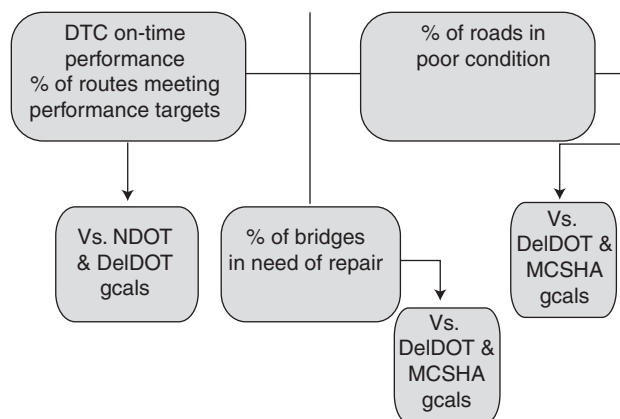 DTC on-time
performance
% of routes meeting
performance targets
% of roads in
poor condition
Vs. NDOT
& DelDOT
gcals
% of bridges
in need of repair
Vs.
DelDOT &
MCSHA
gcals
Vs.
DelDOT &
MCSHA
gcals